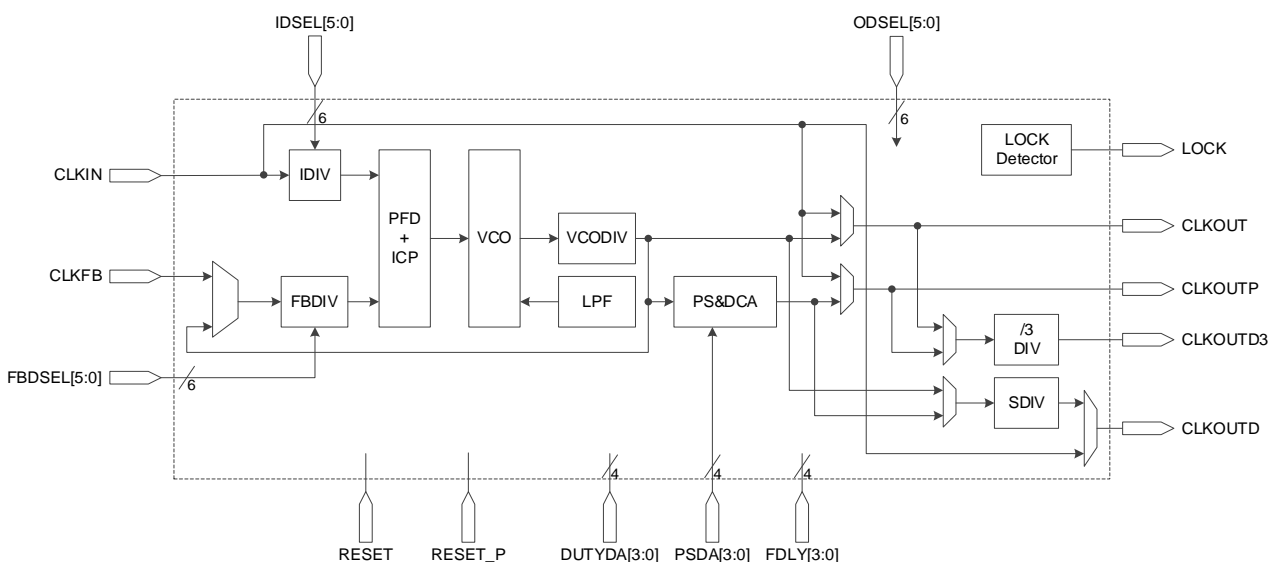 IDSEL[5:0]
ODSEL[5:0]
6
6
LOCK
Detector
LOCK
CLKIN
IDIV
PFD
+
ICP
VCO
VCODIV
CLKOUT
CLKFB
FBDIV
LPF
PS&DCA
CLKOUTP
/3
DIV
CLKOUTD3
FBDSEL[5:0]
6
SDIV
CLKOUTD
4
4
4
RESET
RESET_P
DUTYDA[3:0]
PSDA[3:0]
FDLY[3:0]